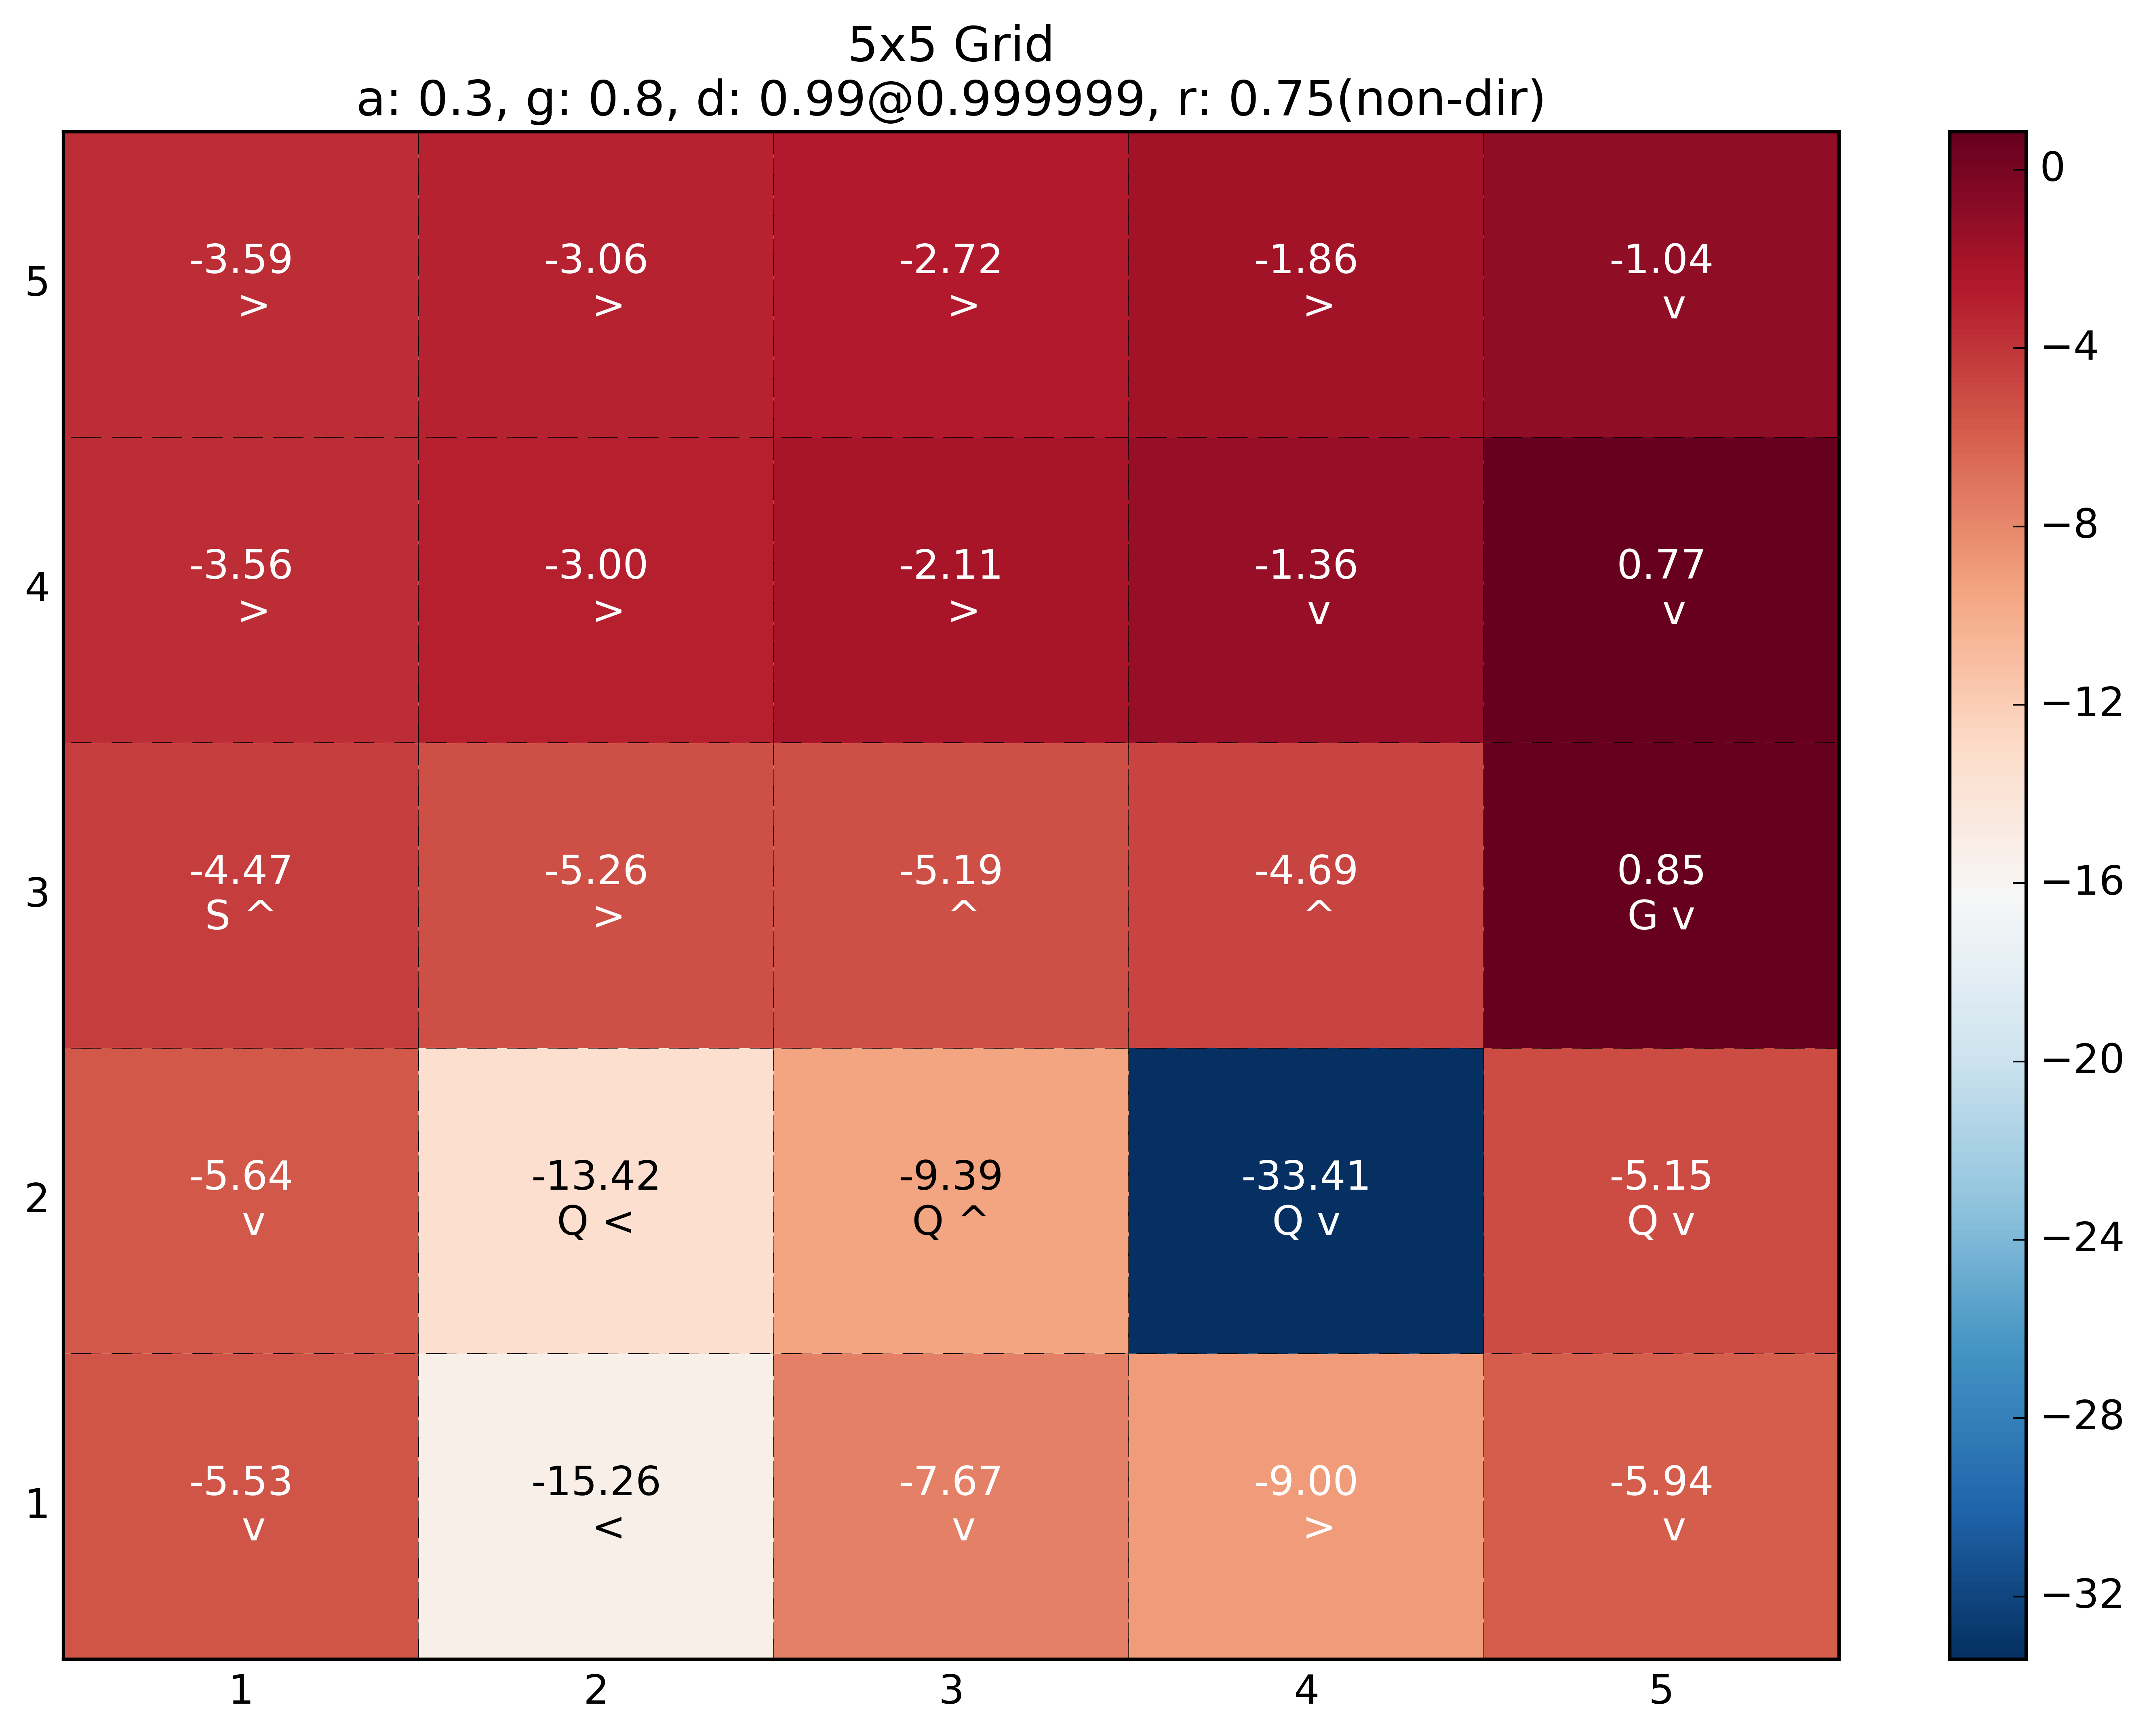 5x5 Grid
a: 0.3, g: 0.8, d: 0.99@0.999999, r: 0.75(non-dir)
-3.59 -3.06 -2.72 -1.86 -1.04
5 > > > > v
-3.56 -3.00 -2.11 -1.36 0.77
4 > > > v v
-4.47 -5.26 -5.19 -4.69 0.85
3 S ^ > ^ ^ G v
-5.64 -13.42 -9.39 -33.41 -5.15
2 v Q < Q ^ Q v Q v
-5.53 -15.26 -7.67 -9.00 -5.94
1 v < v > v
1 2 3 4 5
0
−4
−8
−12
−16
−20
−24
−28
−32